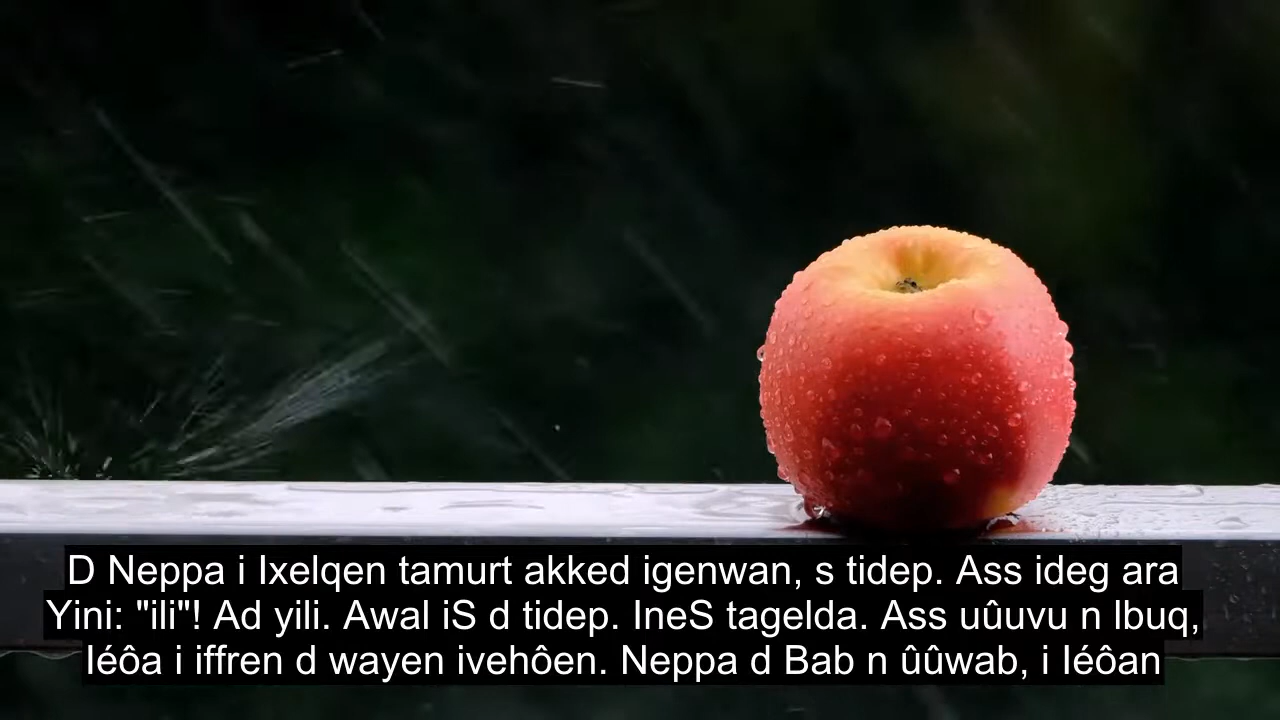 D Neppa i Ixelqen tamurt akked igenwan, s tidep. Ass ideg ara
Yini: "ili"! Ad yili. Awal iS d tidep. IneS tagelda. Ass uûuvu n lbuq,
Iéôa i iffren d wayen ivehôen. Neppa d Bab n ûûwab, i Iéôan